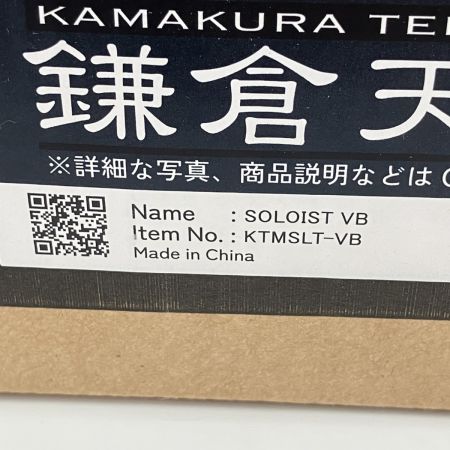 KAMAKURA TE
鎌倉天
※詳細な写真、商品説明などは
Name : SOLOIST VB
Item No. : KTMSLT-VB
Made in China